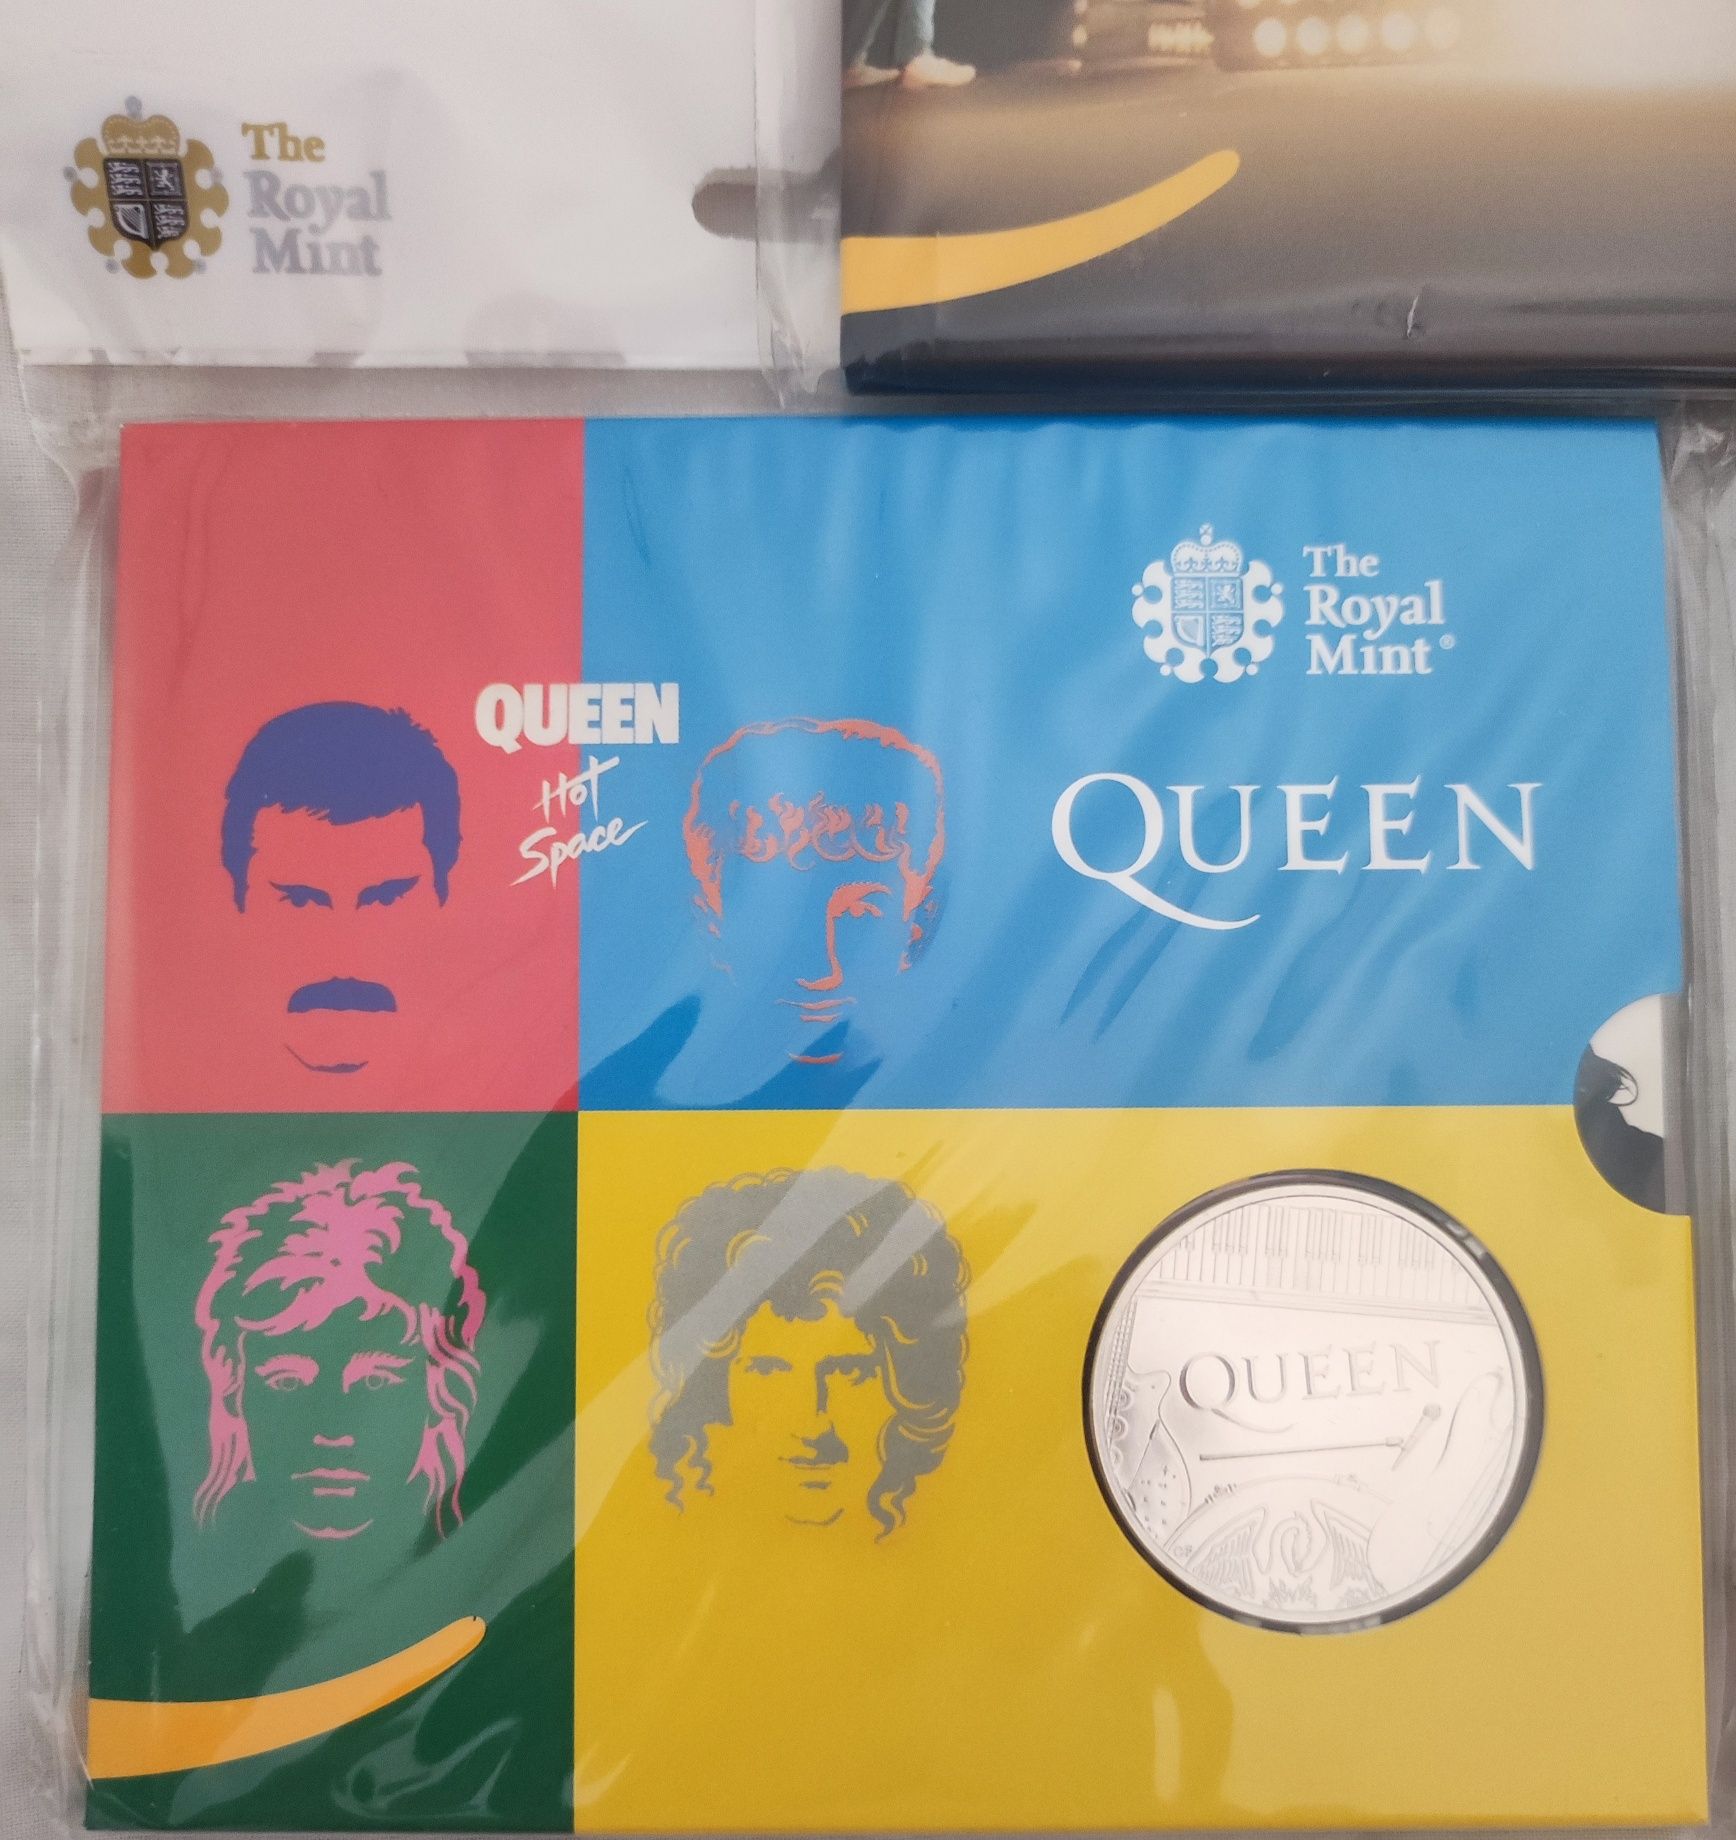 The
Royal
Mint
The
Royal
Mint®
QUEEN
Hot
Space
QUEEN
QUEEN